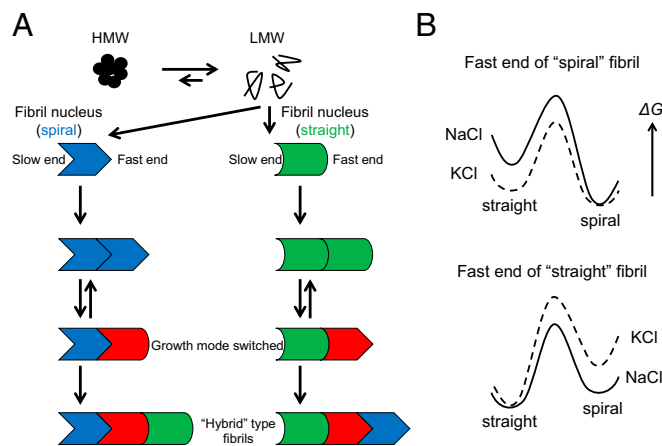 A
HMW
LMW
Fibril nucleus
(spiral)
Fibril nucleus
(straight)
Slow end
Fast end
Slow end
Fast end
Growth mode switched
"Hybrid" type
fibrils
B
Fast end of "spiral" fibril
ΔG
NaCl
KCl
straight
spiral
Fast end of "straight" fibril
KCl
NaCl
straight
spiral